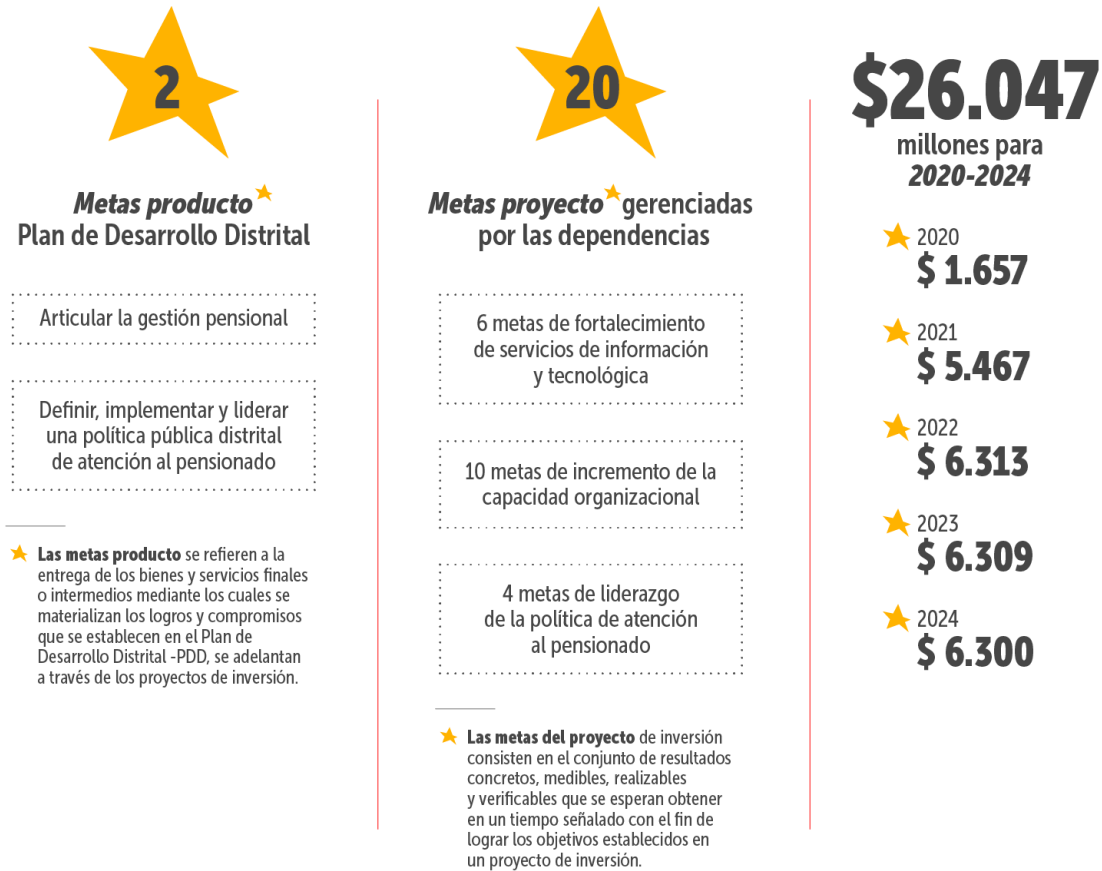 2
Metas producto
Plan de Desarrollo Distrital
Articular la gestión pensional
Definir, implementar y liderar
una política pública distrital
de atención al pensionado
Las metas producto se refieren a la
entrega de los bienes y servicios finales
o intermedios mediante los cuales se
materializan los logros y compromisos
que se establecen en el Plan de
Desarrollo Distrital -PDD, se adelantan
a través de los proyectos de inversión.
20
Metas proyecto gerenciadas
por las dependencias
6 metas de fortalecimiento
de servicios de información
y tecnológica
10 metas de incremento de la
capacidad organizacional
4 metas de liderazgo
de la política de atención
al pensionado
Las metas del proyecto de inversión
consisten en el conjunto de resultados
concretos, medibles, realizables
y verificables que se esperan obtener
en un tiempo señalado con el fin de
lograr los objetivos establecidos en
un proyecto de inversión.
$26.047
millones para
2020-2024
2020
$ 1.657
2021
$ 5.467
2022
$ 6.313
2023
$ 6.309
2024
$ 6.300